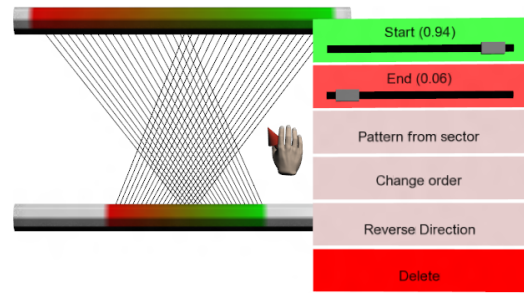 Start (0.94)
End (0.06)
Pattern from sector
Change order
Reverse Direction
Delete